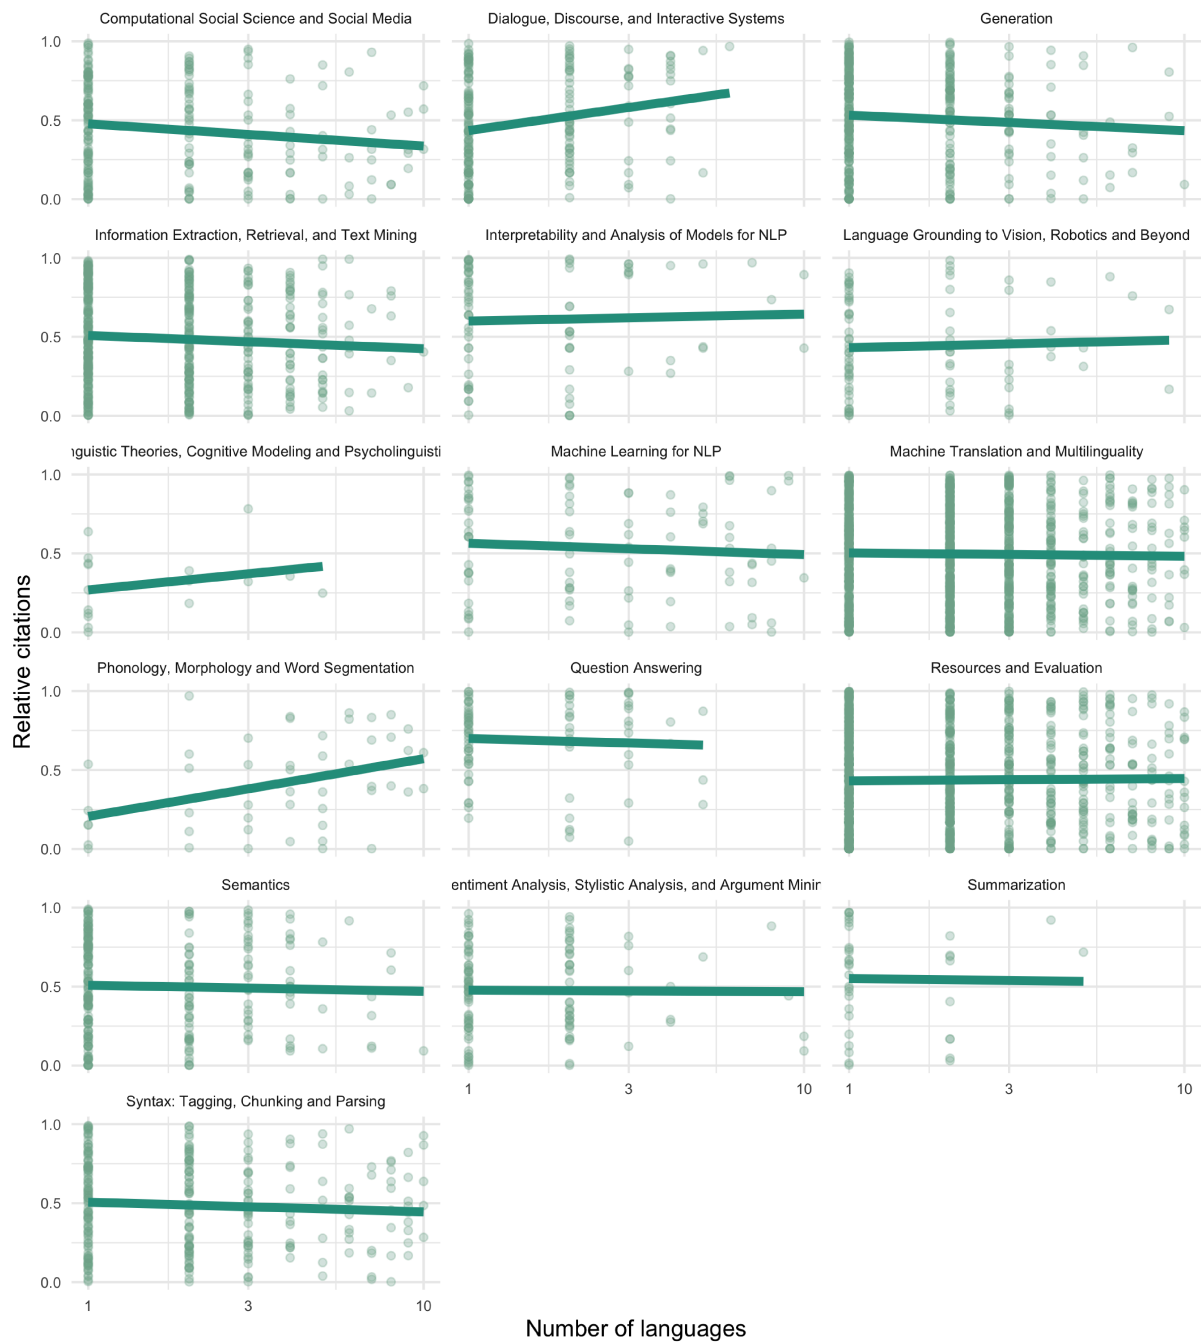 Computational Social Science and Social Media
Dialogue, Discourse, and Interactive Systems
Generation
1.0
0.5
0.0
Information Extraction, Retrieval, and Text Mining
Interpretability and Analysis of Models for NLP
Language Grounding to Vision, Robotics and Beyond
1.0
0.5
0.0
nguistic Theories, Cognitive Modeling and Psycholinguisti
Machine Learning for NLP
Machine Translation and Multilinguality
1.0
0.5
0.0
Relative citations
Phonology, Morphology and Word Segmentation
Question Answering
Resources and Evaluation
1.0
0.5
0.0
Semantics
entiment Analysis, Stylistic Analysis, and Argument Minin
Summarization
1.0
0.5
0.0
1 3 10
1 3 10
Syntax: Tagging, Chunking and Parsing
1.0
0.5
0.0
1 3 10
Number of languages